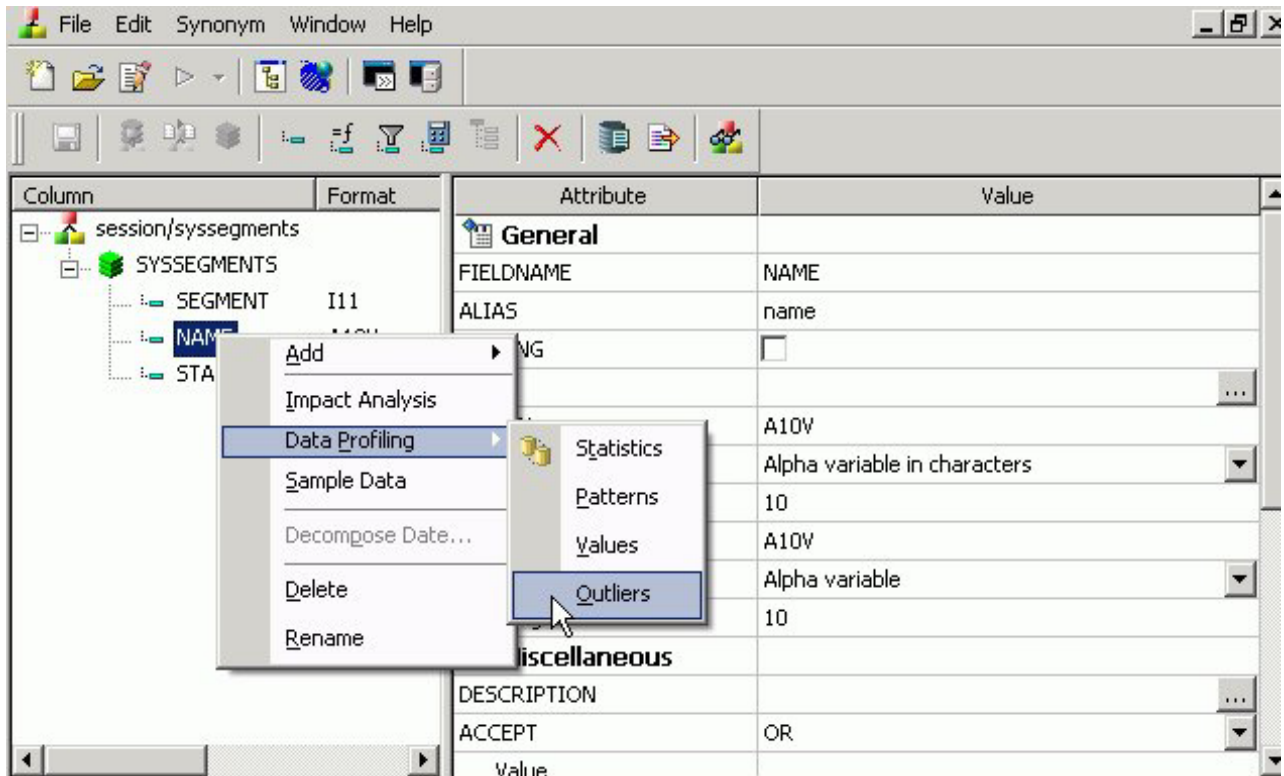 File Edit Synonym Window Help
Column Format Attribute Value
session/syssegments General
SYSSEGMENTS FIELDNAME NAME
SEGMENT I11 ALIAS name
Add
Impact Analysis
Data Profiling A10V
Statistics
Alpha variable in characters
Sample Data
Patterns 10
Decompose Date...
Values A10V
Delete Outliers Alpha variable
10
Rename
DESCRIPTION
ACCEPT OR
Value